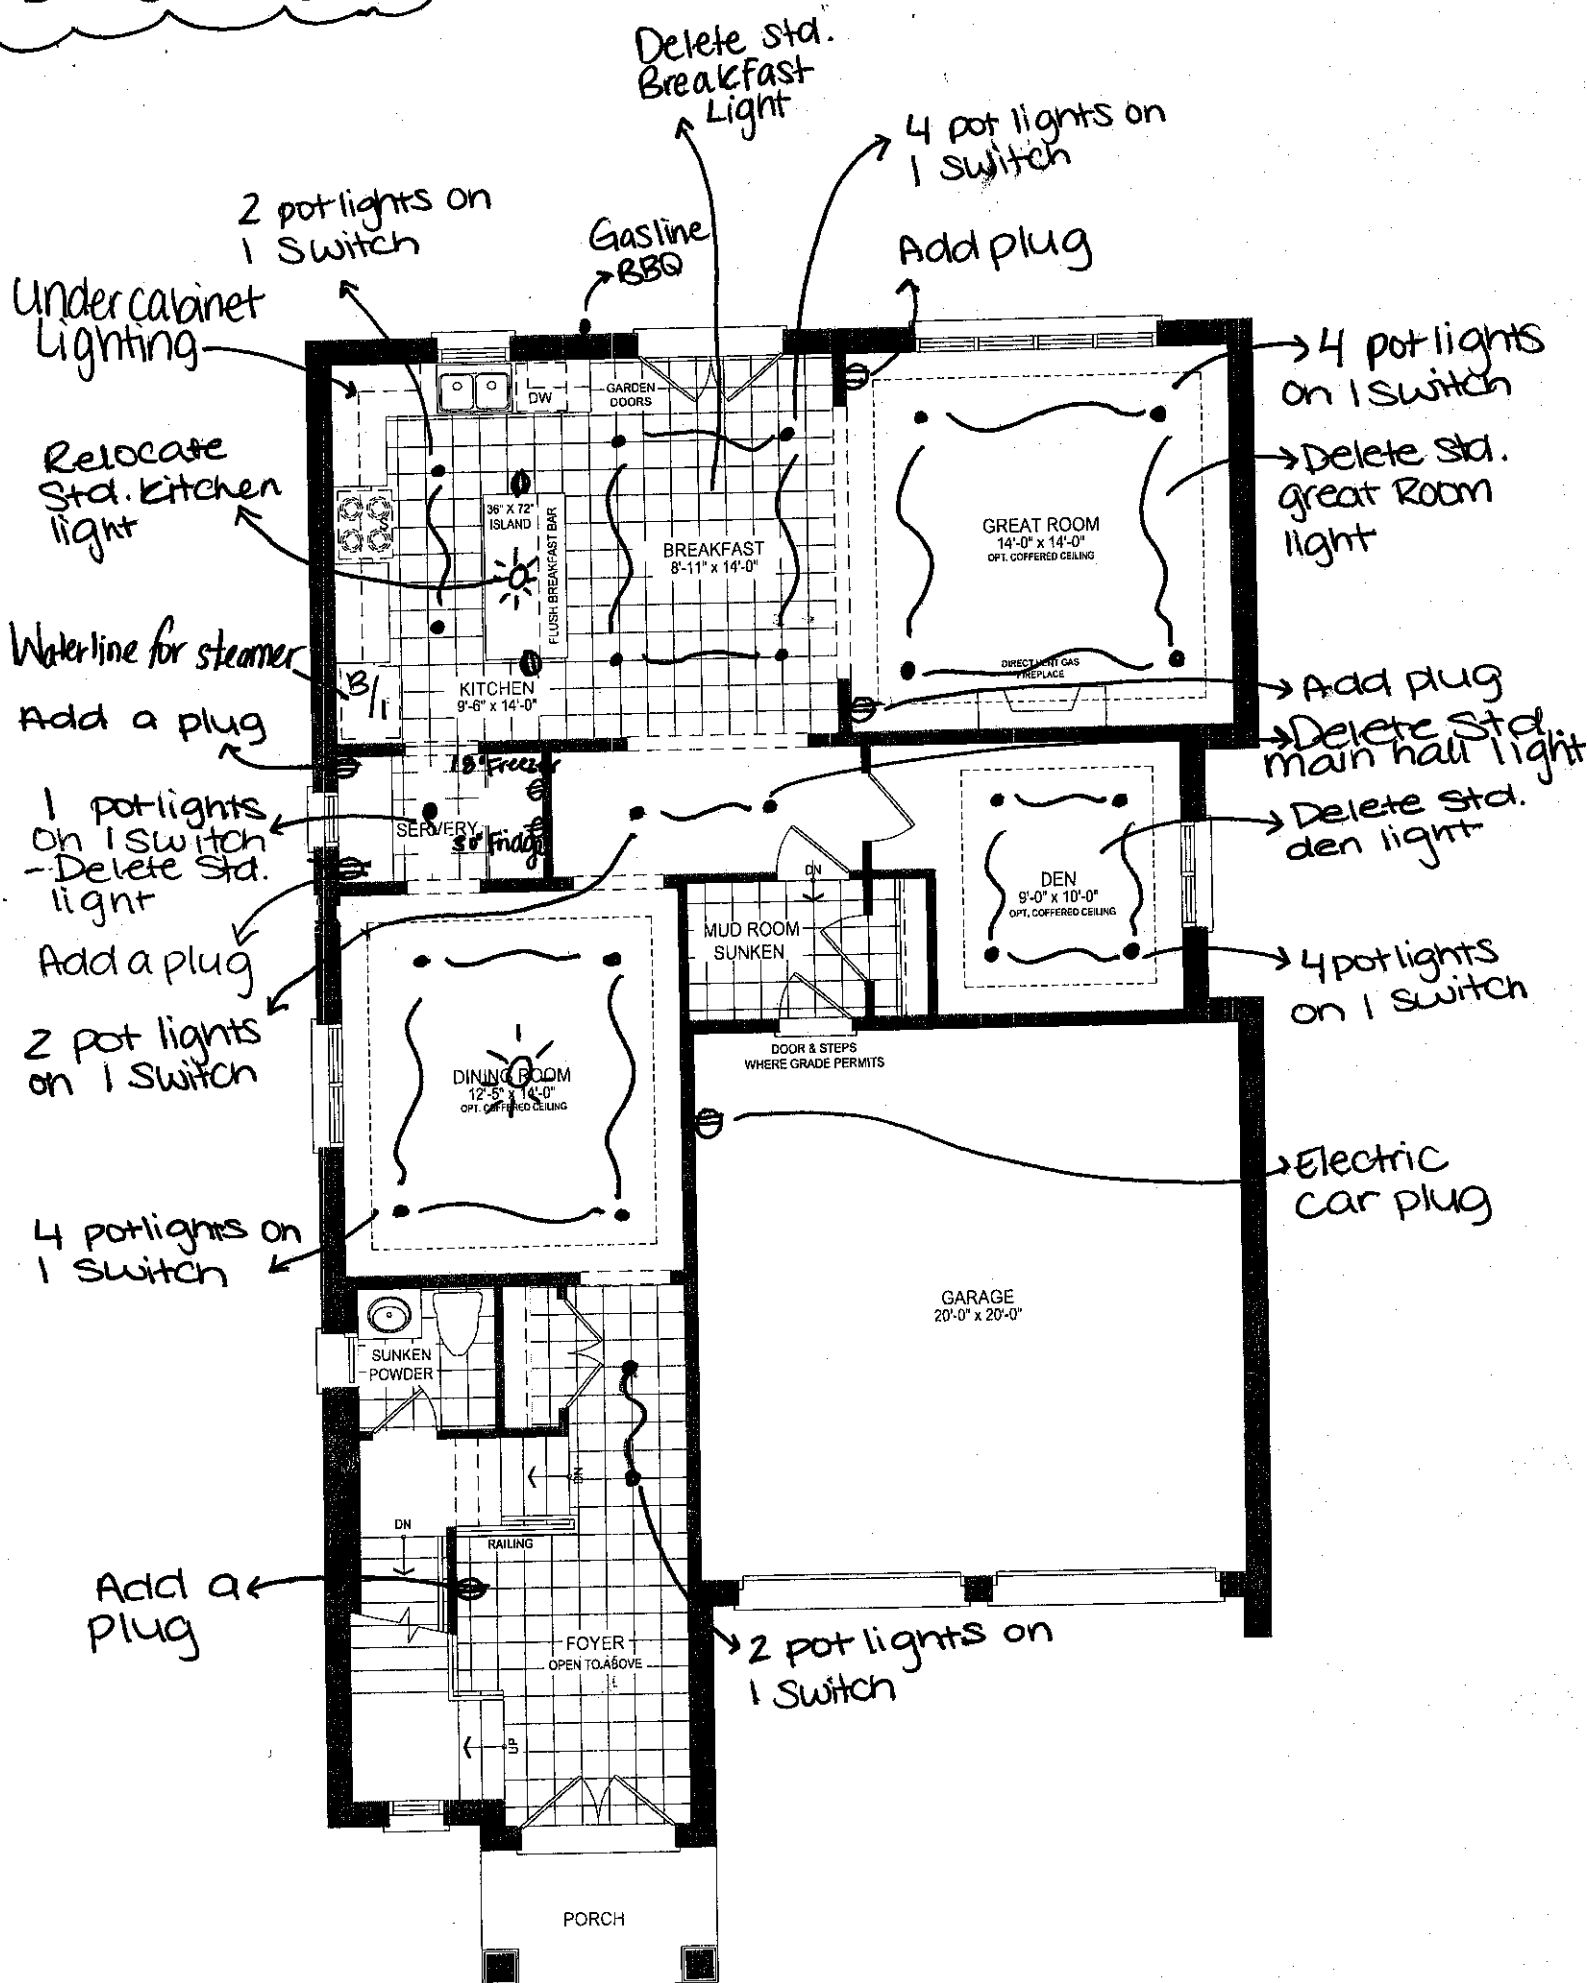 Delete std.
Breakfast
Light
4 pot lights on
1 switch
2 potlights on
1 Switch
Gasline
BBQ
Add plug
Undercabinet
Lighting
4 potlights
on 1 switch
GARDEN
DOORS
DW
Relocate
Std. kitchen
light
Delete Std.
great Room
light
36" X 72"
ISLAND
FLUSH BREAKFAST BAR
BREAKFAST
8'-11" x 14'-0"
GREAT ROOM
14'-0" x 14'-0"
OPT. COFFERED CEILING
Waterline for steamer
B/I
KITCHEN
9'-6" x 14'-0"
DIRECT VENT GAS
FIREPLACE
Add plug
Add a plug
Delete Std.
main hall light
18" Freezer
1 potlights
on 1 switch
- Delete Std.
light
SERVERY
30" Fridge
Delete Std.
den light
DEN
9'-0" x 10'-0"
OPT. COFFERED CEILING
DN
MUD ROOM
SUNKEN
Add a plug
4 potlights
on 1 switch
2 pot lights
on 1 switch
DOOR & STEPS
WHERE GRADE PERMITS
DINING ROOM
12'-5" x 14'-0"
OPT. COFFERED CEILING
Electric
car plug
4 potlights on
1 switch
GARAGE
20'-0" x 20'-0"
SUNKEN
POWDER
DN
DN
RAILING
Add a
plug
FOYER
OPEN TO ABOVE
2 pot lights on
1 Switch
UP
PORCH